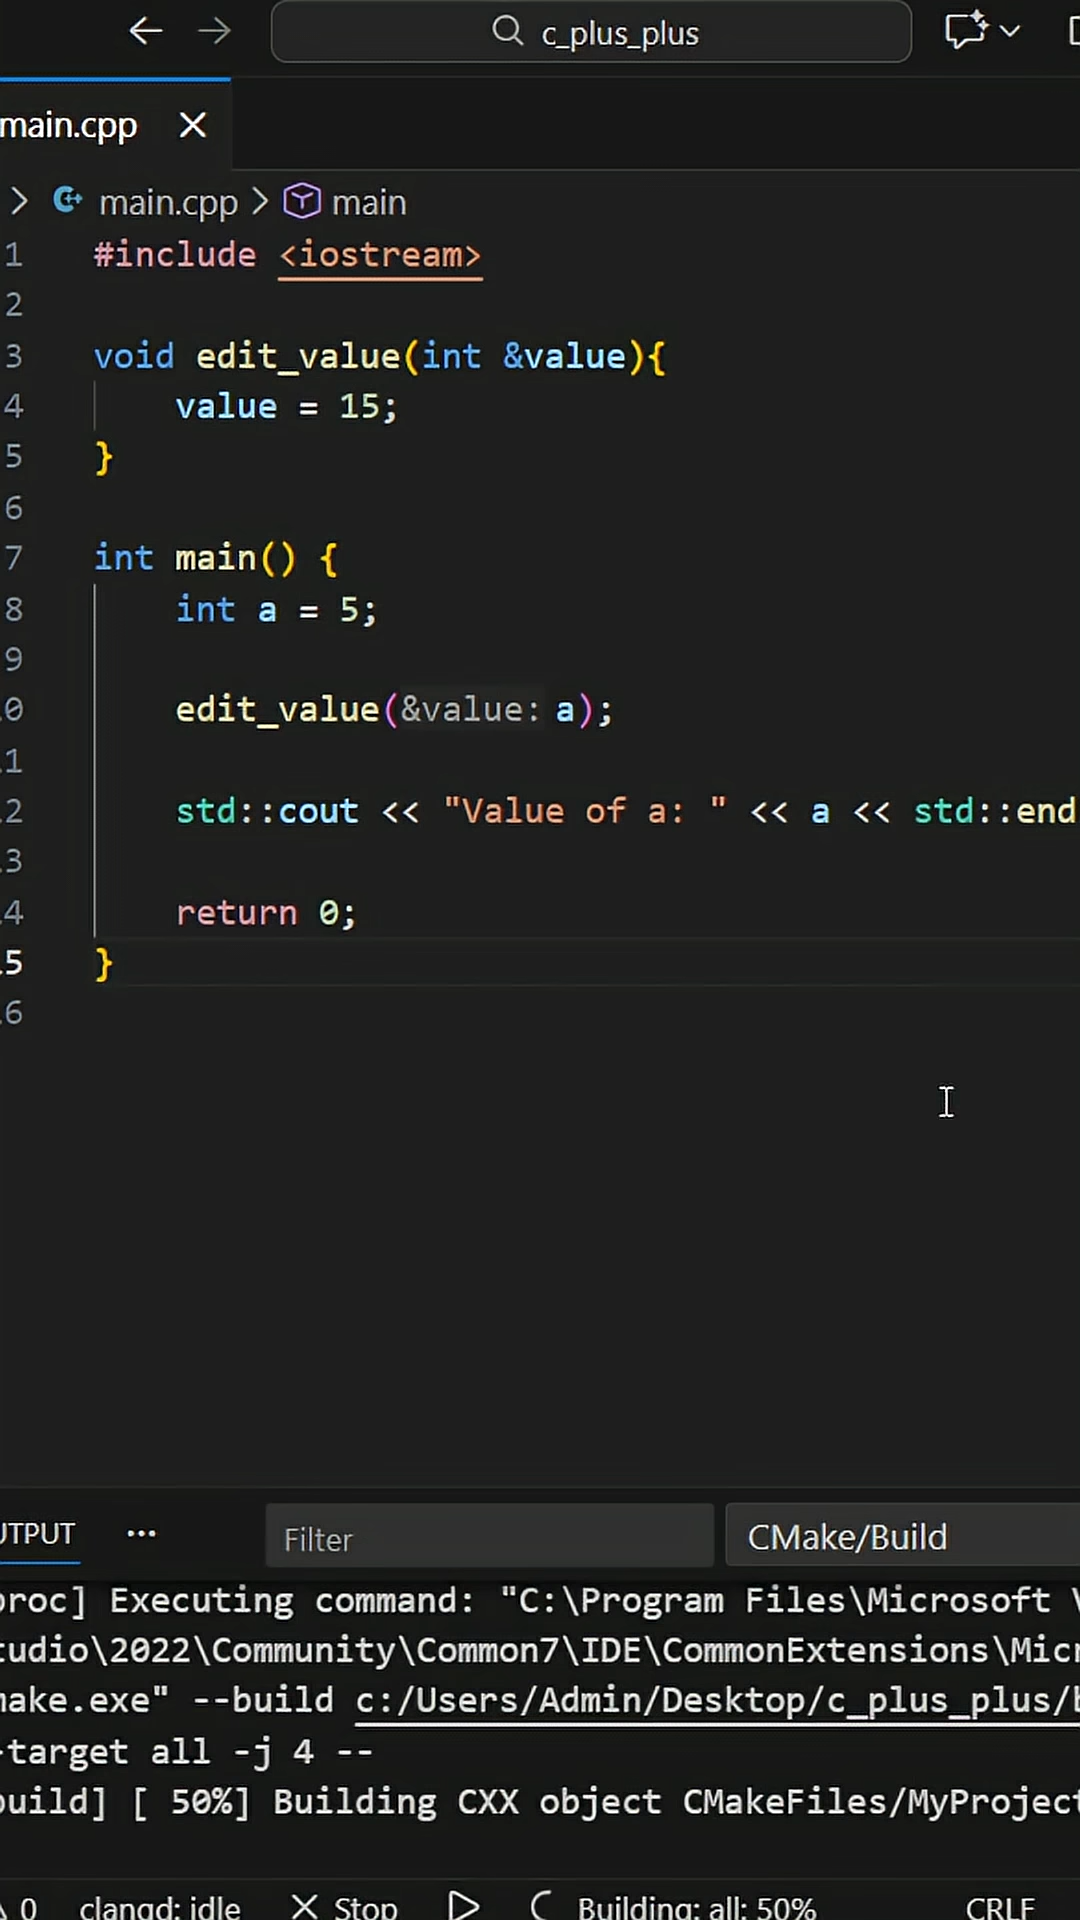 c_plus_plus
main.cpp
main.cpp > main
1 #include <iostream>
2
3 void edit_value(int &value){
4     value = 15;
5 }
6
7 int main() {
8     int a = 5;
9
0     edit_value(&value: a);
1
2     std::cout << "Value of a: " << a << std::end
3
4     return 0;
5 }
6
UTPUT ··· Filter CMake/Build
proc] Executing command: "C:\Program Files\Microsoft V
tudio\2022\Community\Common7\IDE\CommonExtensions\Micr
make.exe" --build c:/Users/Admin/Desktop/c_plus_plus/b
-target all -j 4 --
build] [ 50%] Building CXX object CMakeFiles/MyProject
0 clangd: idle Stop Building: all: 50% CRLF